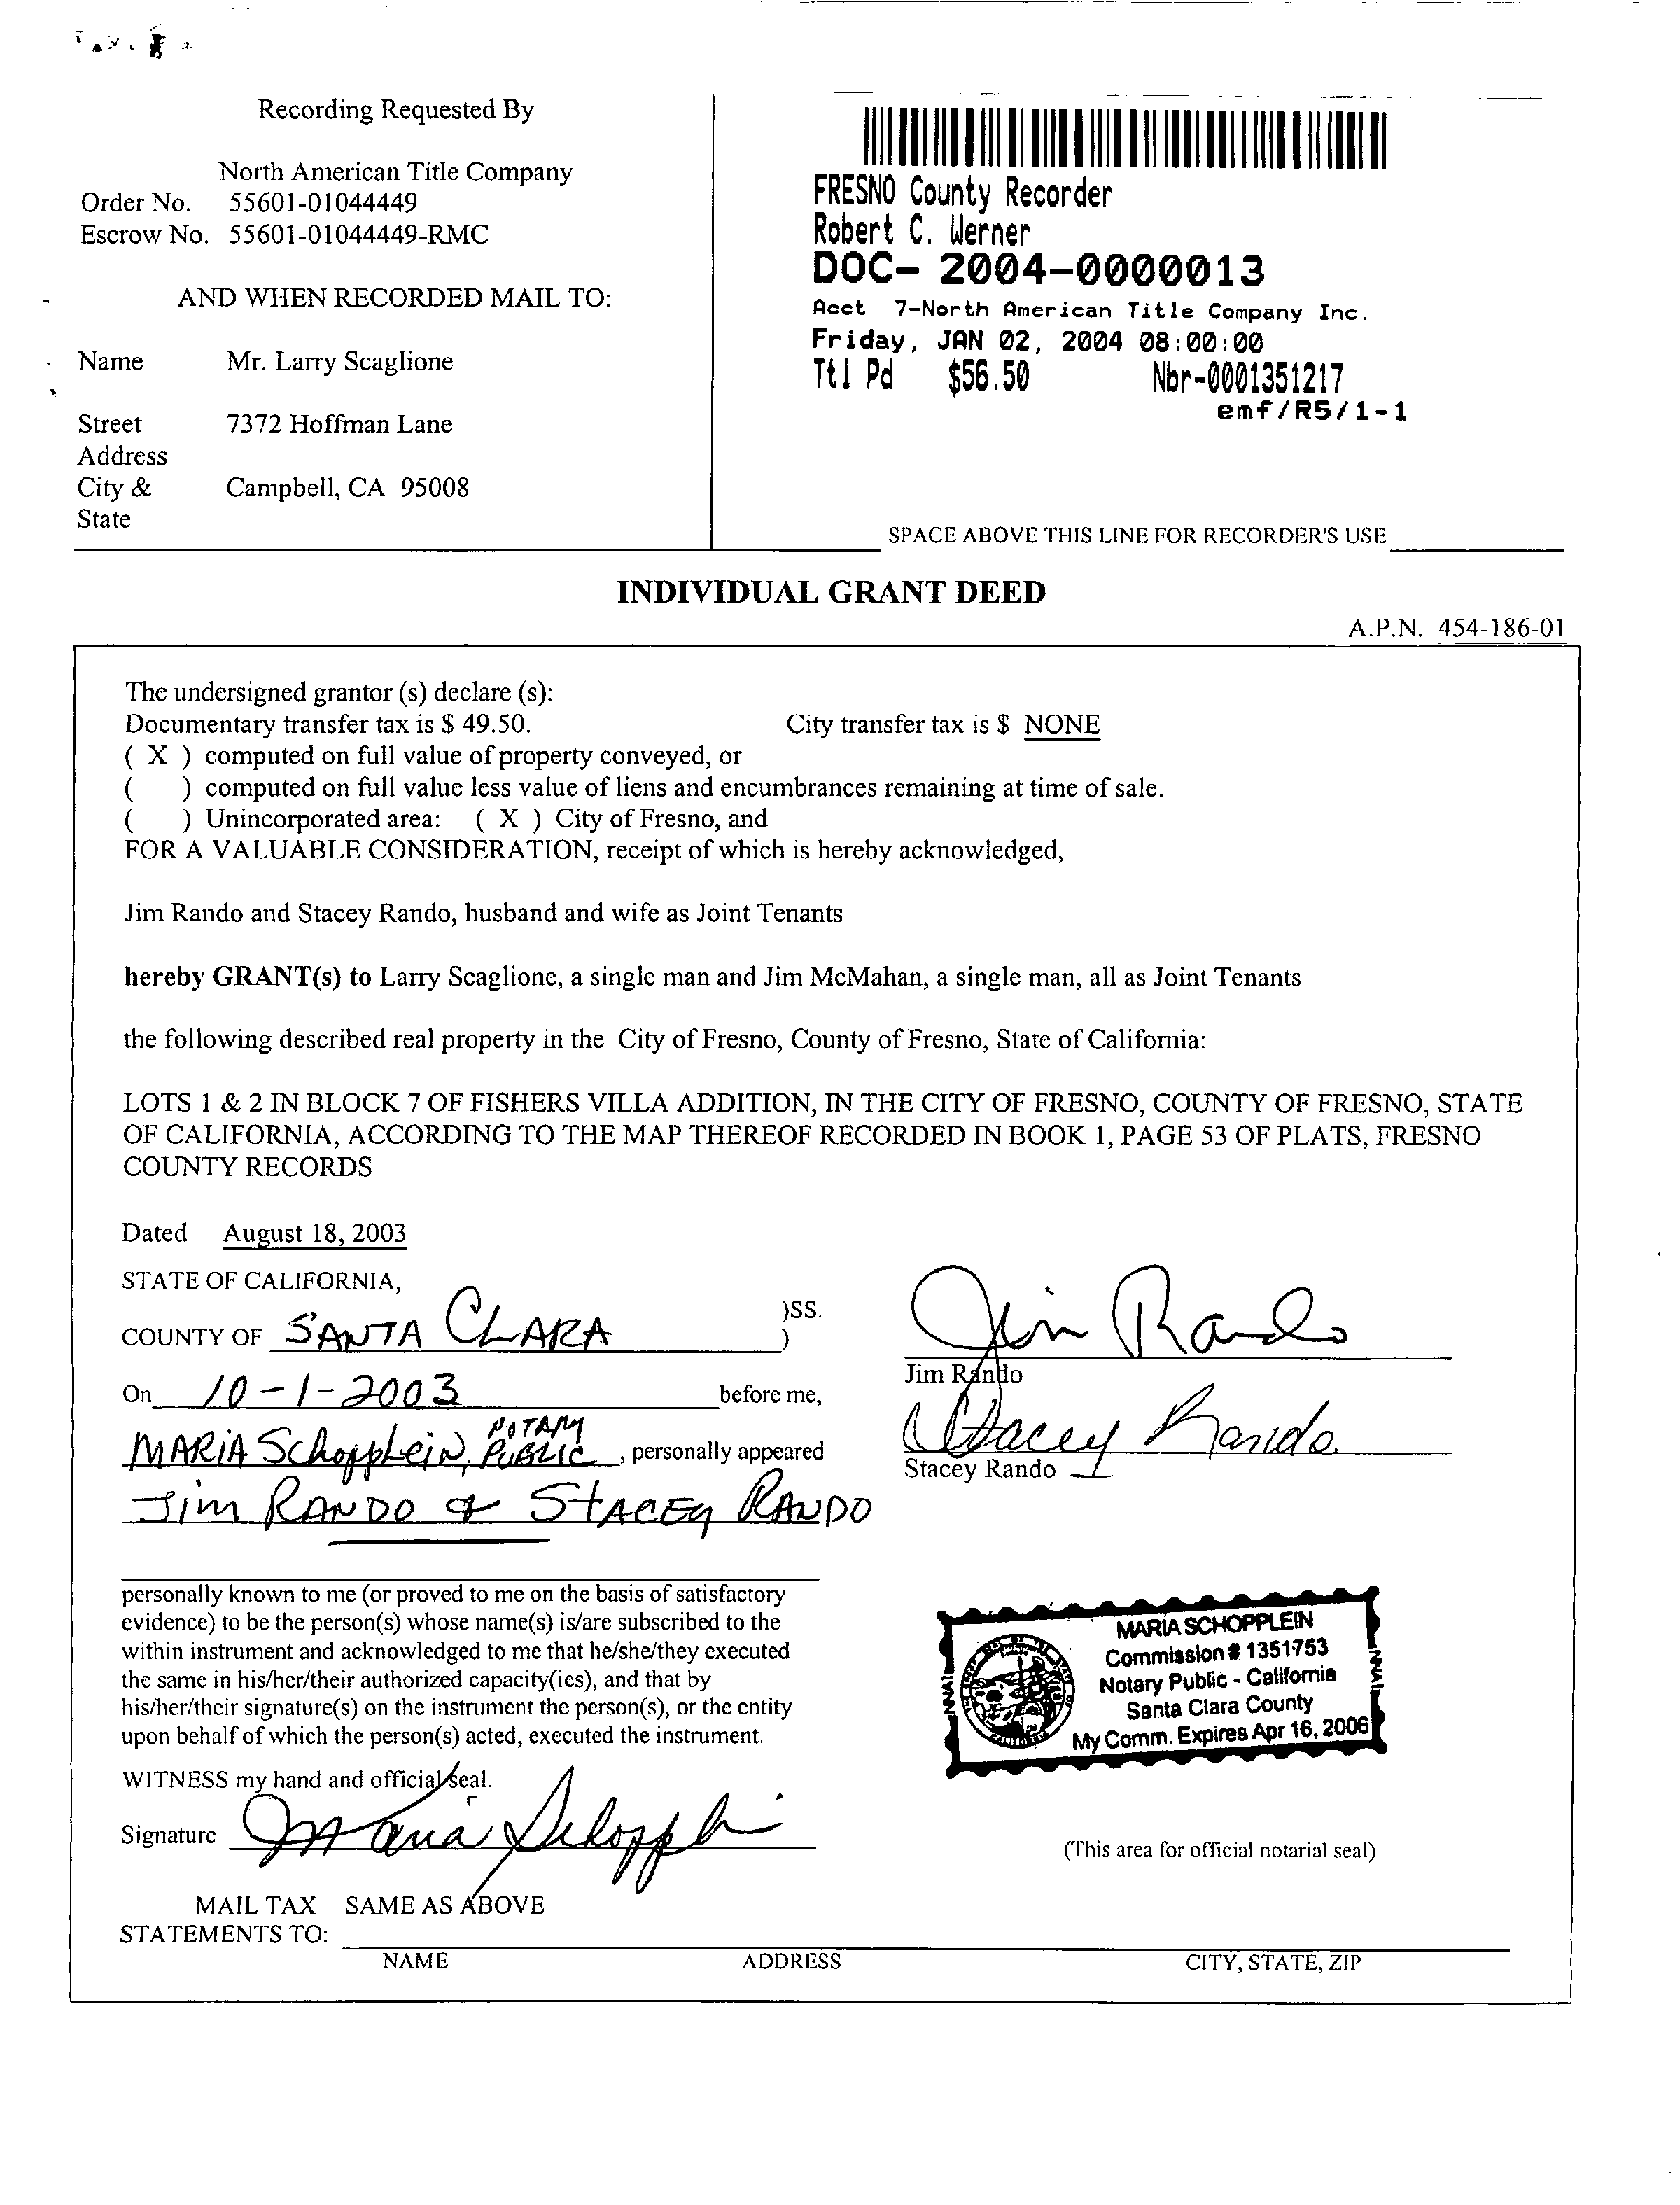 Recording Requested By
North American Title Company
Order No. 55601-01044449
Escrow No. 55601-01044449-RMC
AND WHEN RECORDED MAIL TO:
Name Mr. Larry Scaglione
Street 7372 Hoffman Lane
Address
City & Campbell, CA 95008
State
FRESNO County Recorder
Robert C. Werner
DOC- 2004-0000013
Acct 7-North American Title Company Inc.
Friday, JAN 02, 2004 08:00:00
Ttl Pd $56.50 Nbr-0001351217
emf/R5/1-1
SPACE ABOVE THIS LINE FOR RECORDER'S USE
INDIVIDUAL GRANT DEED
A.P.N. 454-186-01
The undersigned grantor (s) declare (s):
Documentary transfer tax is $ 49.50. City transfer tax is $ NONE
( X ) computed on full value of property conveyed, or
( ) computed on full value less value of liens and encumbrances remaining at time of sale.
( ) Unincorporated area: ( X ) City of Fresno, and
FOR A VALUABLE CONSIDERATION, receipt of which is hereby acknowledged,
Jim Rando and Stacey Rando, husband and wife as Joint Tenants
hereby GRANT(s) to Larry Scaglione, a single man and Jim McMahan, a single man, all as Joint Tenants
the following described real property in the City of Fresno, County of Fresno, State of California:
LOTS 1 & 2 IN BLOCK 7 OF FISHERS VILLA ADDITION, IN THE CITY OF FRESNO, COUNTY OF FRESNO, STATE
OF CALIFORNIA, ACCORDING TO THE MAP THEREOF RECORDED IN BOOK 1, PAGE 53 OF PLATS, FRESNO
COUNTY RECORDS
Dated August 18, 2003
STATE OF CALIFORNIA,
)SS.
COUNTY OF SANTA CLARA )
On 10-1-2003 before me,
MARIA Schopplein, NOTARY PUBLIC, personally appeared
Jim RANDO & STACEY RANDO
Jim Rando
Jim Rando
Stacey Rando
Stacey Rando
personally known to me (or proved to me on the basis of satisfactory
evidence) to be the person(s) whose name(s) is/are subscribed to the
within instrument and acknowledged to me that he/she/they executed
the same in his/her/their authorized capacity(ies), and that by
his/her/their signature(s) on the instrument the person(s), or the entity
upon behalf of which the person(s) acted, executed the instrument.
WITNESS my hand and official seal.
Signature Maria Schopplein
MARIA SCHOPPLEIN
Commission # 1351753
Notary Public - California
Santa Clara County
My Comm. Expires Apr 16, 2006
(This area for official notarial seal)
MAIL TAX SAME AS ABOVE
STATEMENTS TO:
NAME ADDRESS CITY, STATE, ZIP